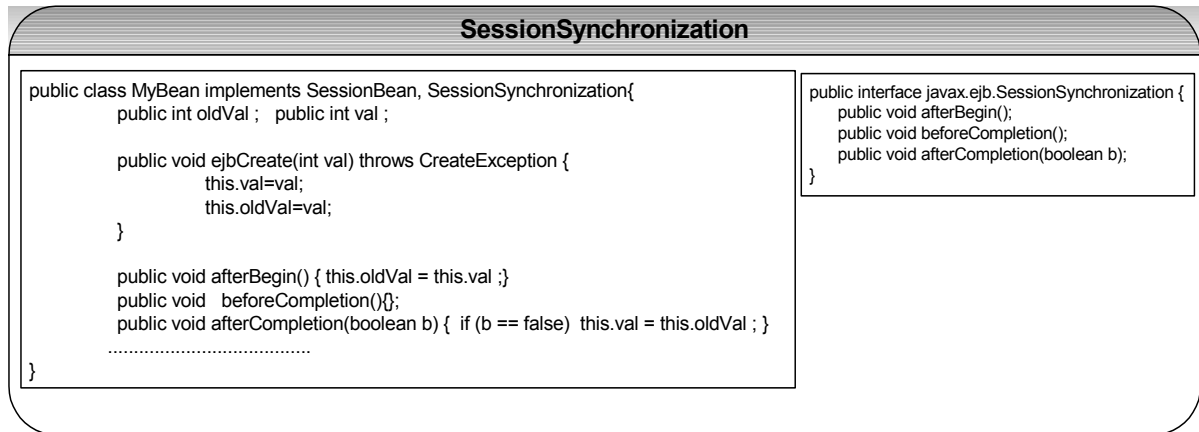 SessionSynchronization
public class MyBean implements SessionBean, SessionSynchronization{
public int oldVal ; public int val ;
public void ejbCreate(int val) throws CreateException {
this.val=val;
this.oldVal=val;
}
public void afterBegin() { this.oldVal = this.val ;}
public void beforeCompletion(){};
public void afterCompletion(boolean b) { if (b == false) this.val = this.oldVal ; }
.......................................
}
public interface javax.ejb.SessionSynchronization {
public void afterBegin();
public void beforeCompletion();
public void afterCompletion(boolean b);
}